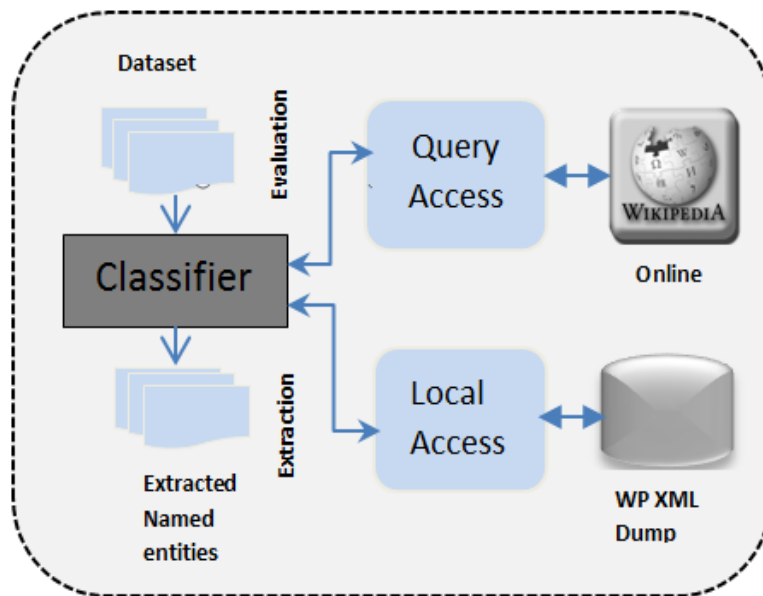 Dataset
Evaluation
Query
Access
WIKIPEDIA
Online
Classifier
Extraction
Local
Access
Extracted
Named
entities
WP XML
Dump